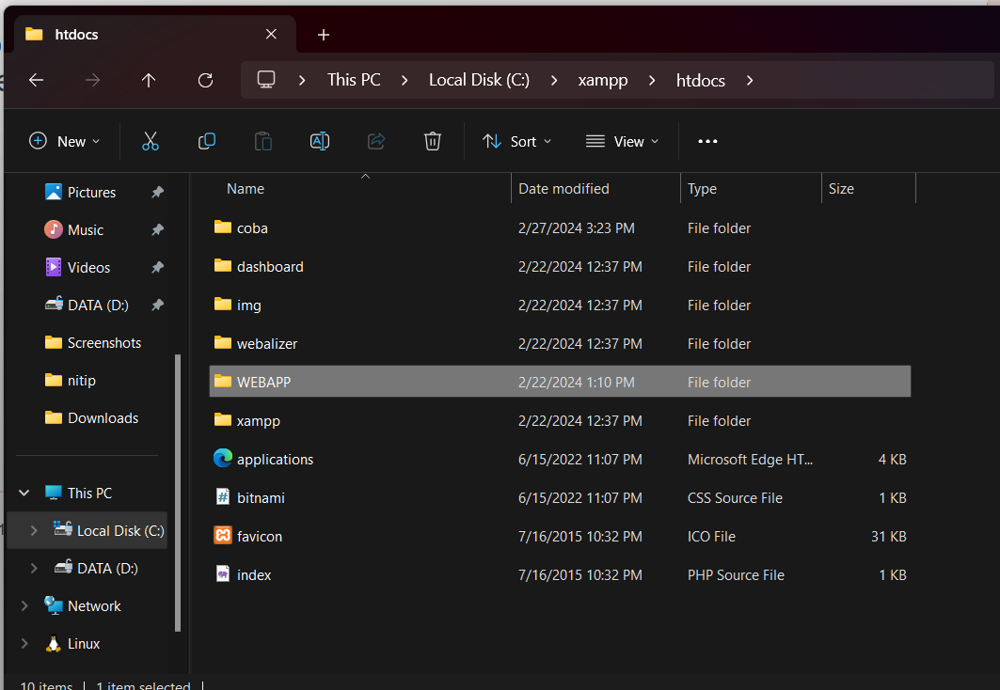 htdocs
This PC > Local Disk (C:) > xampp > htdocs >
New
Sort
View
Pictures
Music
Videos
DATA (D:)
Screenshots
nitip
Downloads
This PC
Local Disk (C:)
DATA (D:)
Network
Linux
Name Date modified Type Size
coba 2/27/2024 3:23 PM File folder
dashboard 2/22/2024 12:37 PM File folder
img 2/22/2024 12:37 PM File folder
webalizer 2/22/2024 12:37 PM File folder
WEBAPP 2/22/2024 1:10 PM File folder
xampp 2/22/2024 12:37 PM File folder
applications 6/15/2022 11:07 PM Microsoft Edge HT... 4 KB
bitnami 6/15/2022 11:07 PM CSS Source File 1 KB
favicon 7/16/2015 10:32 PM ICO File 31 KB
index 7/16/2015 10:32 PM PHP Source File 1 KB
10 items | 1 item selected |